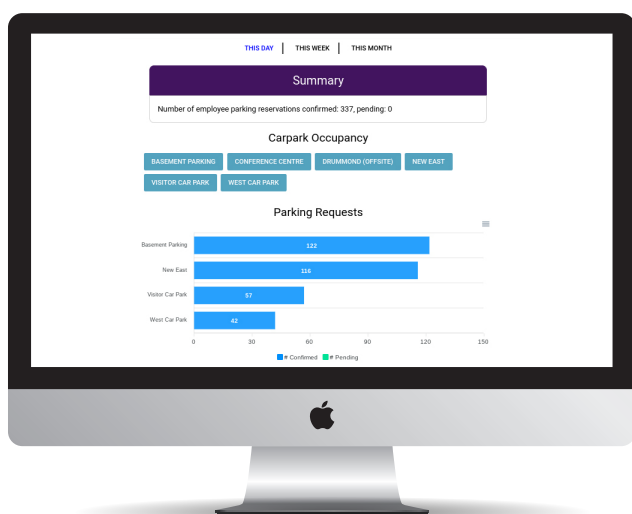 THIS DAY | THIS WEEK | THIS MONTH
Summary
Number of employee parking reservations confirmed: 337, pending: 0
Carpark Occupancy
BASEMENT PARKING CONFERENCE CENTRE DRUMMOND (OFFSITE) NEW EAST
VISITOR CAR PARK WEST CAR PARK
Parking Requests
Basement Parking 122
New East 116
Visitor Car Park 57
West Car Park 42
0 30 60 90 120 150
# Confirmed # Pending